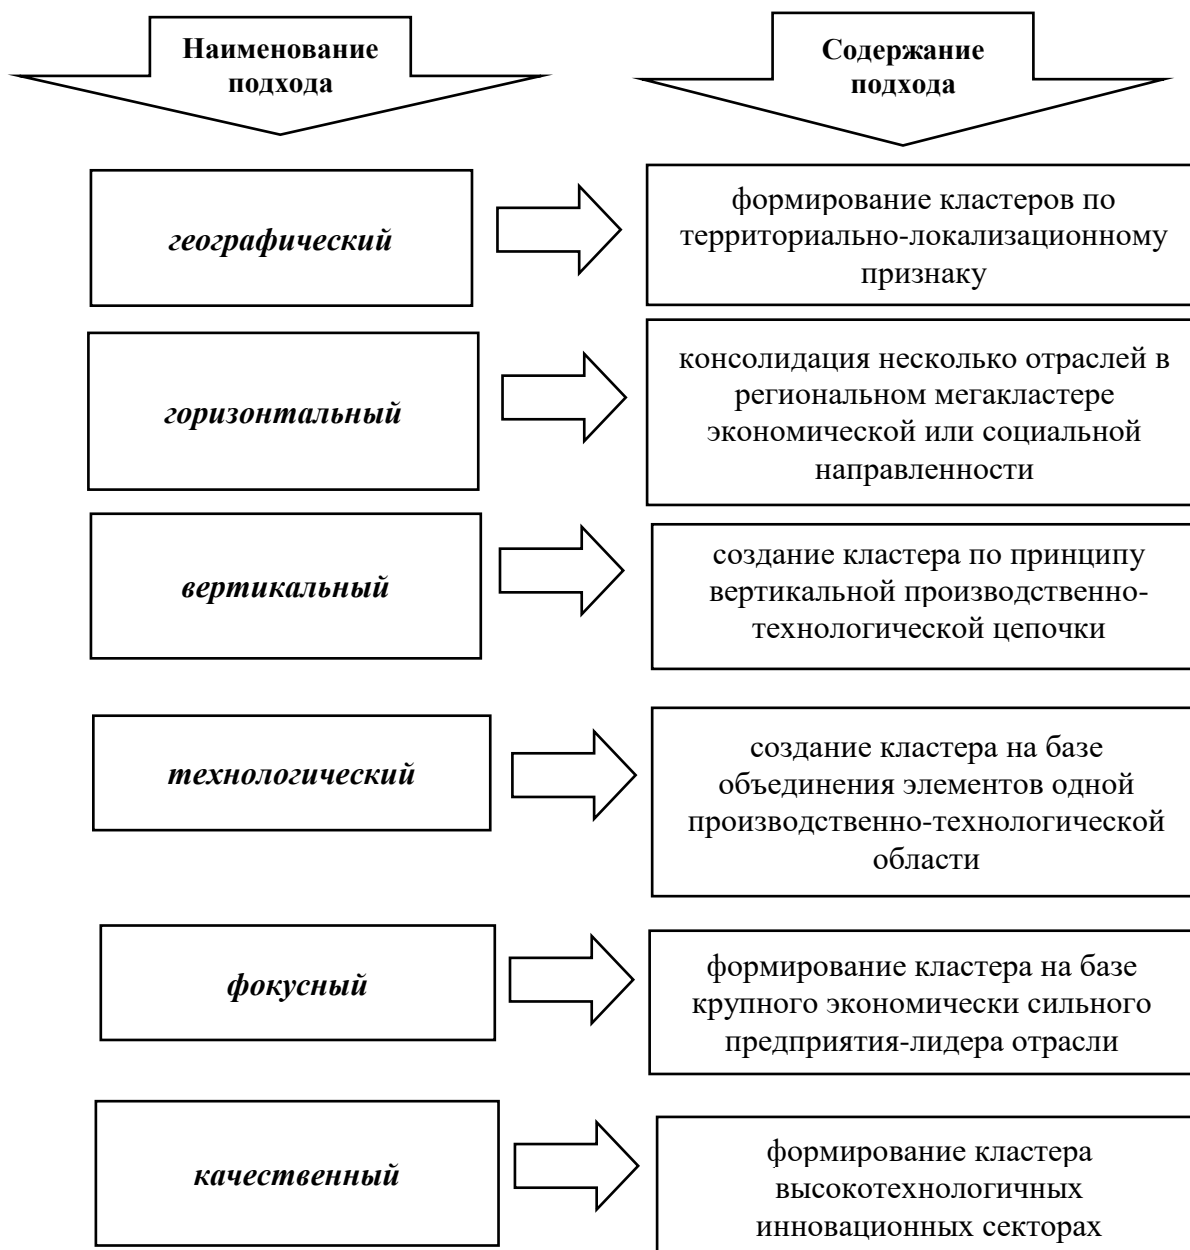 Наименование
подхода
Содержание
подхода
географический
формирование кластеров по
территориально-локализационному
признаку
горизонтальный
консолидация несколько отраслей в
региональном мегакластере
экономической или социальной
направленности
вертикальный
создание кластера по принципу
вертикальной производственно-
технологической цепочки
технологический
создание кластера на базе
объединения элементов одной
производственно-технологической
области
фокусный
формирование кластера на базе
крупного экономически сильного
предприятия-лидера отрасли
качественный
формирование кластера
высокотехнологичных
инновационных секторах